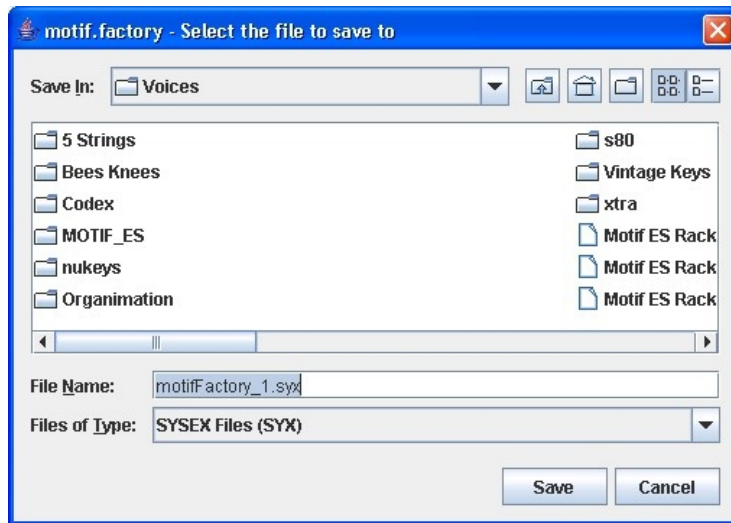 motif.factory - Select the file to save to
Save In: Voices
5 Strings
Bees Knees
Codex
MOTIF_ES
nukeys
Organimation
s80
Vintage Keys
xtra
Motif ES Rack
Motif ES Rack
Motif ES Rack
File Name: motifFactory_1.syx
Files of Type: SYSEX Files (SYX)
Save Cancel